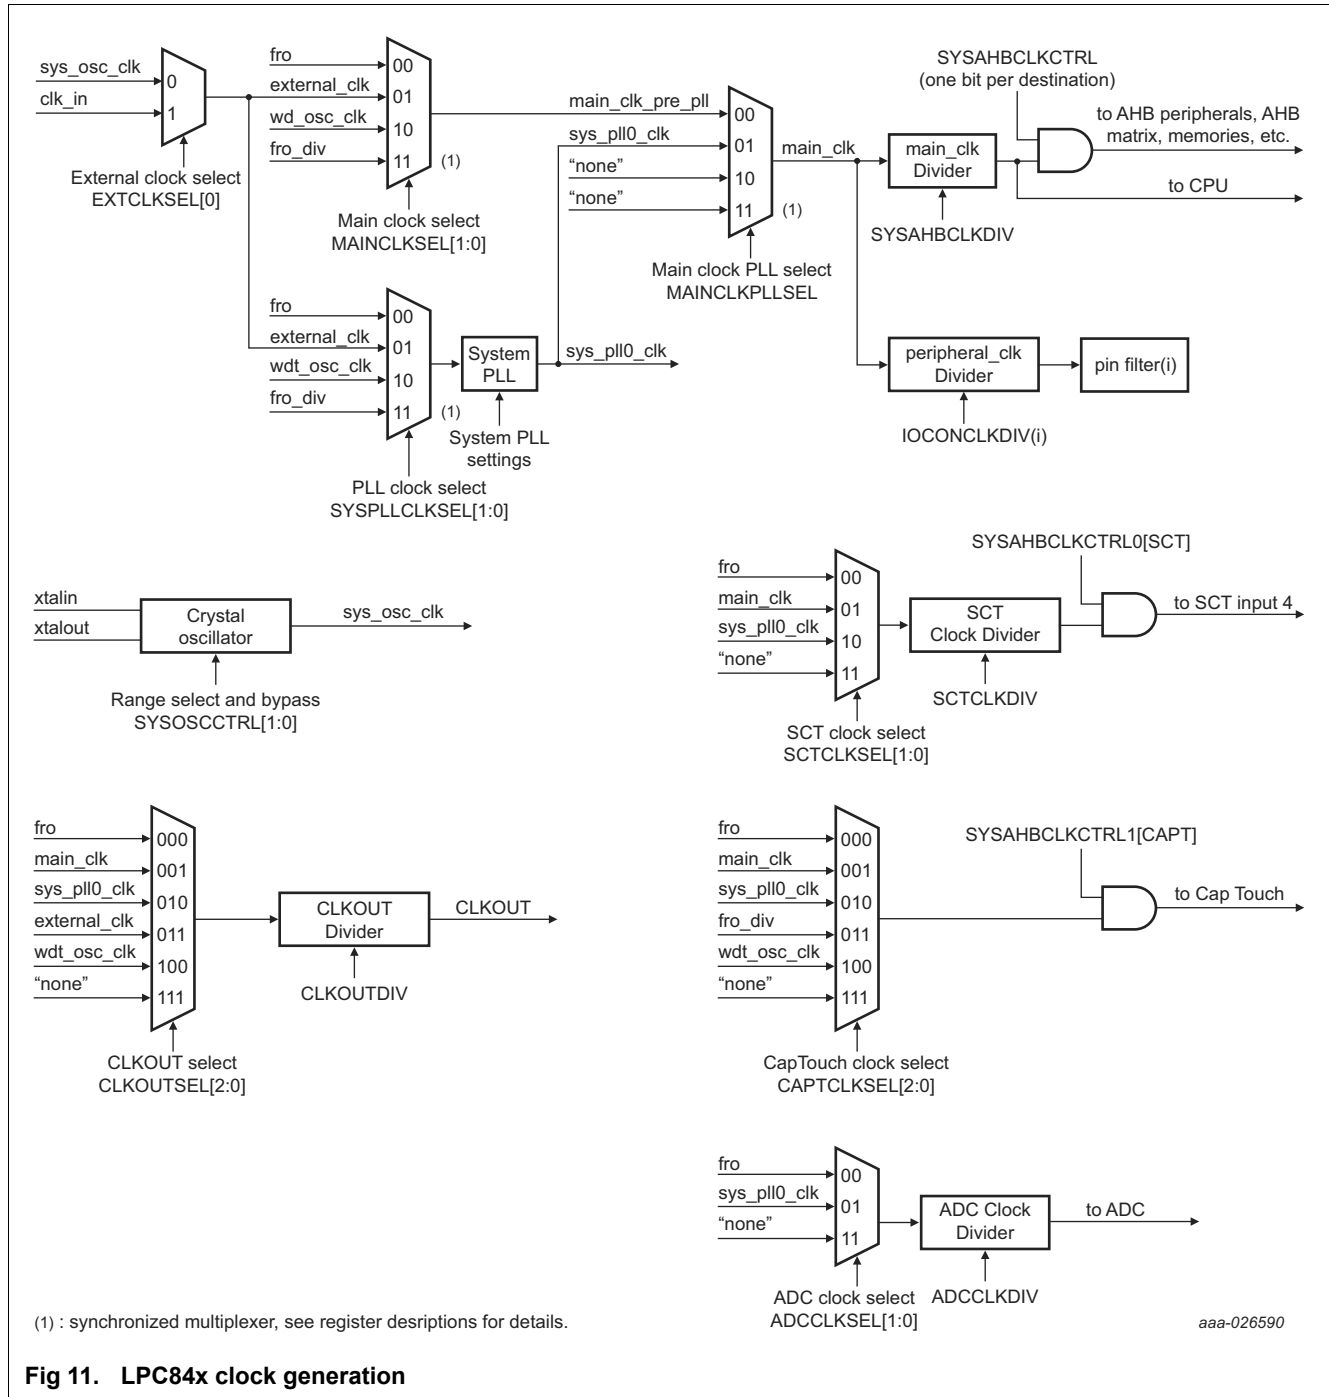 sys_osc_clk
clk_in
0
1
External clock select
EXTCLKSEL[0]
fro
external_clk
wd_osc_clk
fro_div
00
01
10
11
(1)
Main clock select
MAINCLKSEL[1:0]
main_clk_pre_pll
sys_pll0_clk
“none”
“none”
00
01
10
11
(1)
Main clock PLL select
MAINCLKPLLSEL
main_clk
main_clk
Divider
SYSAHBCLKDIV
SYSAHBCLKCTRL
(one bit per destination)
to AHB peripherals, AHB
matrix, memories, etc.
to CPU
fro
external_clk
wdt_osc_clk
fro_div
00
01
10
11
(1)
PLL clock select
SYSPLLCLKSEL[1:0]
System
PLL
System PLL
settings
sys_pll0_clk
peripheral_clk
Divider
IOCONCLKDIV(i)
pin filter(i)
xtalin
xtalout
Crystal
oscillator
sys_osc_clk
Range select and bypass
SYSOSCCTRL[1:0]
fro
main_clk
sys_pll0_clk
“none”
00
01
10
11
SCT clock select
SCTCLKSEL[1:0]
SCT
Clock Divider
SCTCLKDIV
SYSAHBCLKCTRL0[SCT]
to SCT input 4
fro
main_clk
sys_pll0_clk
external_clk
wdt_osc_clk
“none”
000
001
010
011
100
111
CLKOUT select
CLKOUTSEL[2:0]
CLKOUT
Divider
CLKOUTDIV
CLKOUT
fro
main_clk
sys_pll0_clk
fro_div
wdt_osc_clk
“none”
000
001
010
011
100
111
CapTouch clock select
CAPTCLKSEL[2:0]
SYSAHBCLKCTRL1[CAPT]
to Cap Touch
fro
sys_pll0_clk
“none”
00
01
11
ADC clock select
ADCCLKSEL[1:0]
ADC Clock
Divider
ADCCLKDIV
to ADC
(1) : synchronized multiplexer, see register desriptions for details.
aaa-026590
Fig 11. LPC84x clock generation